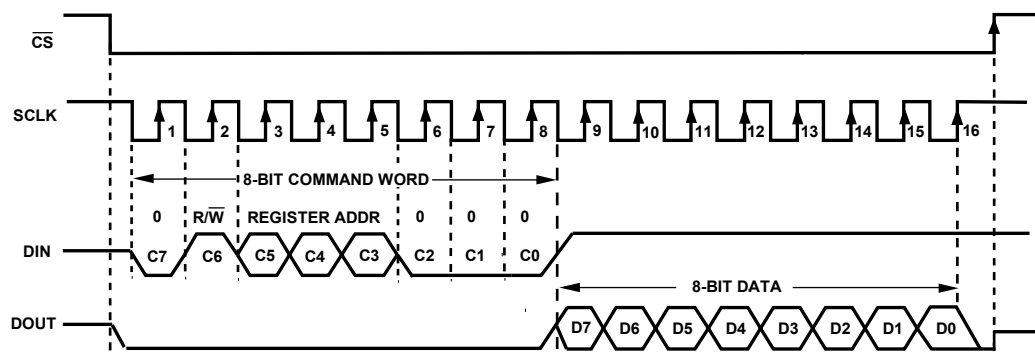 CS
SCLK
1 2 3 4 5 6 7 8 9 10 11 12 13 14 15 16
8-BIT COMMAND WORD
0 R/W REGISTER ADDR 0 0 0
DIN C7 C6 C5 C4 C3 C2 C1 C0
8-BIT DATA
DOUT D7 D6 D5 D4 D3 D2 D1 D0